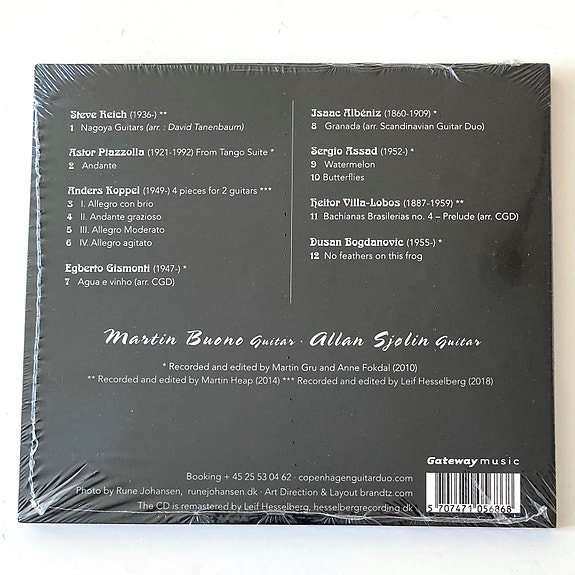 Steve Reich (1936-) **
1 Nagoya Guitars (arr. : David Tanenbaum)
Astor Piazzolla (1921-1992) From Tango Suite *
2 Andante
Anders Koppel (1949-) 4 pieces for 2 guitars ***
3 I. Allegro con brio
4 II. Andante grazioso
5 III. Allegro Moderato
6 IV. Allegro agitato
Egberto Gismonti (1947-) *
7 Agua e vinho (arr. CGD)
Isaac Albéniz (1860-1909) *
8 Granada (arr. Scandinavian Guitar Duo)
Sergio Assad (1952-) *
9 Watermelon
10 Butterflies
Heitor Villa-Lobos (1887-1959) **
11 Bachianas Brasilerias no. 4 – Prelude (arr. CGD)
Dusan Bogdanovic (1955-) *
12 No feathers on this frog
Martin Buono Guitar · Allan Sjolin Guitar
* Recorded and edited by Martin Gru and Anne Fokdal (2010)
** Recorded and edited by Martin Heap (2014) *** Recorded and edited by Leif Hesselberg (2018)
Gateway music
Booking + 45 25 53 04 62 · copenhagenguitarduo.com
Photo by Rune Johansen, runejohansen.dk · Art Direction & Layout brandtz.com
The CD is remastered by Leif Hesselberg, hesselbergrecording.dk
5 707471 056868